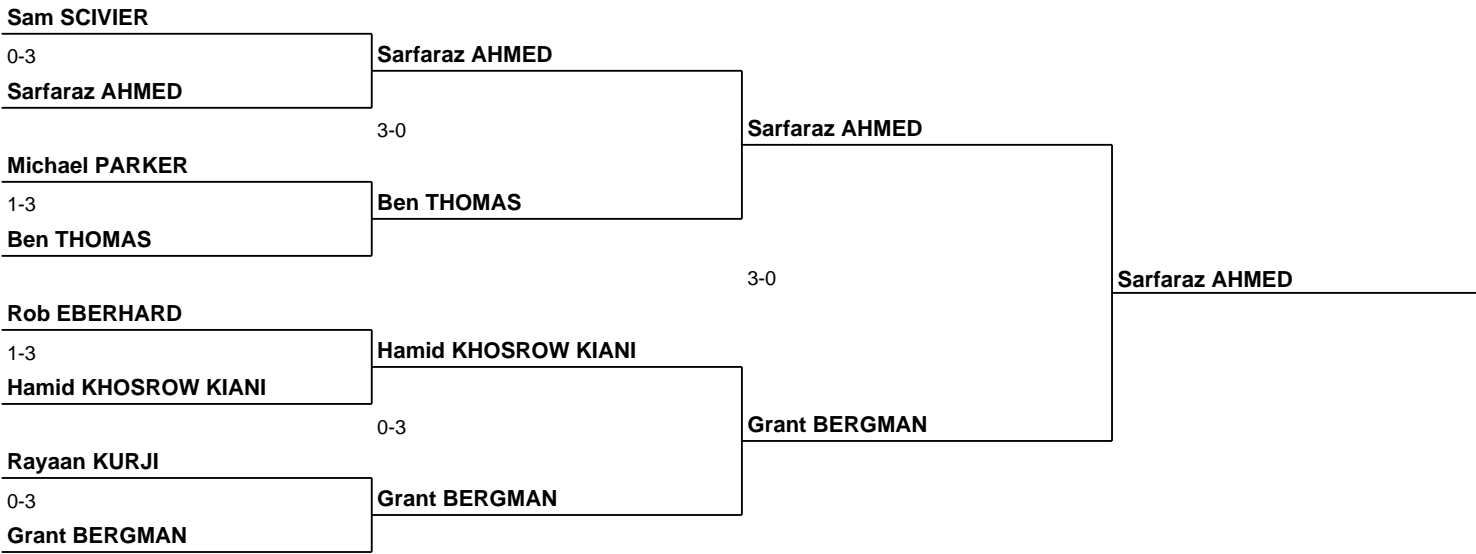 Sam SCIVIER
0-3
Sarfaraz AHMED
Sarfaraz AHMED
3-0
Sarfaraz AHMED
Michael PARKER
1-3
Ben THOMAS
Ben THOMAS
3-0
Sarfaraz AHMED
Rob EBERHARD
1-3
Hamid KHOSROW KIANI
Hamid KHOSROW KIANI
0-3
Grant BERGMAN
Rayaan KURJI
0-3
Grant BERGMAN
Grant BERGMAN